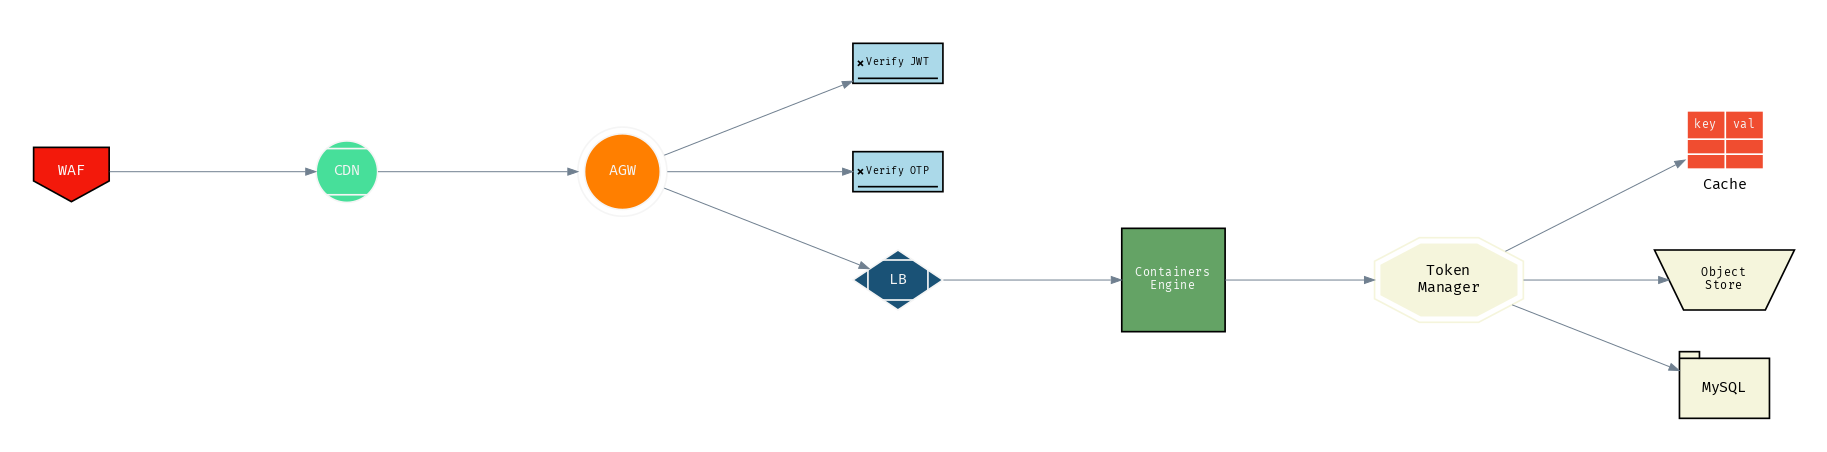 WAF
CDN
AGW
Verify JWT
Verify OTP
LB
Containers
Engine
Token
Manager
key val
Cache
Object
Store
MySQL